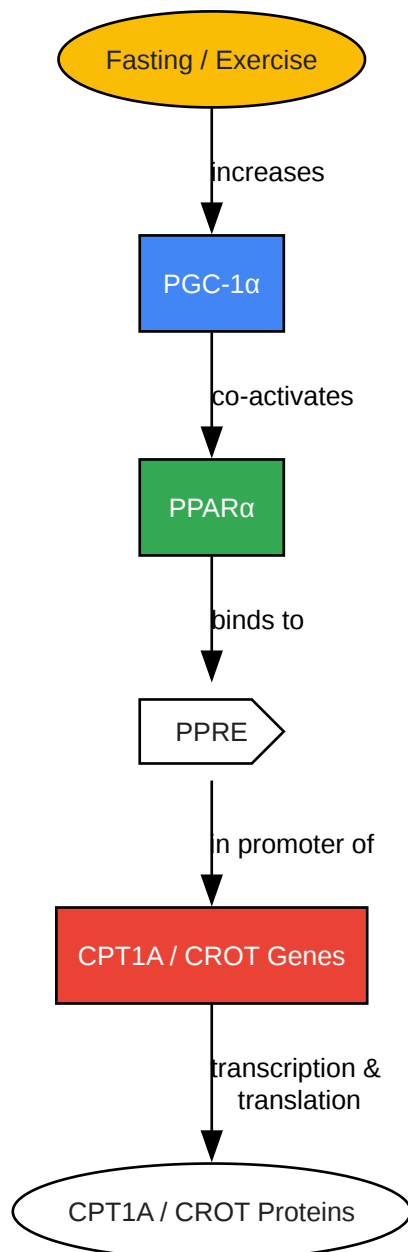 Fasting / Exercise
increases
PGC-1α
co-activates
PPARα
binds to
PPRE
in promoter of
CPT1A / CROT Genes
transcription &
translation
CPT1A / CROT Proteins